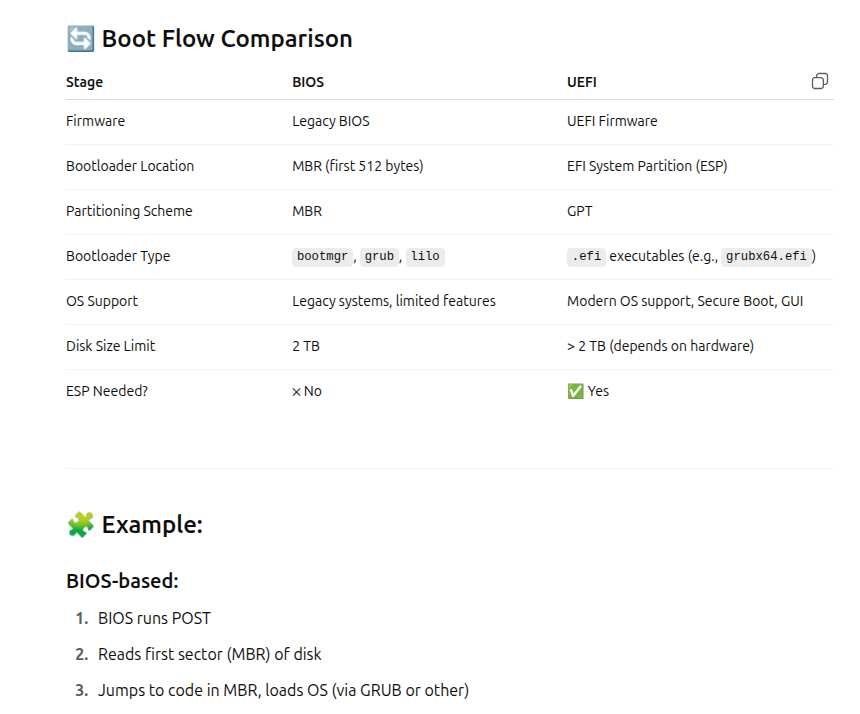 🔄 Boot Flow Comparison
Stage BIOS UEFI
Firmware Legacy BIOS UEFI Firmware
Bootloader Location MBR (first 512 bytes) EFI System Partition (ESP)
Partitioning Scheme MBR GPT
Bootloader Type bootmgr, grub, lilo .efi executables (e.g., grubx64.efi)
OS Support Legacy systems, limited features Modern OS support, Secure Boot, GUI
Disk Size Limit 2 TB > 2 TB (depends on hardware)
ESP Needed? × No ✅ Yes
🧩 Example:
BIOS-based:
1. BIOS runs POST
2. Reads first sector (MBR) of disk
3. Jumps to code in MBR, loads OS (via GRUB or other)